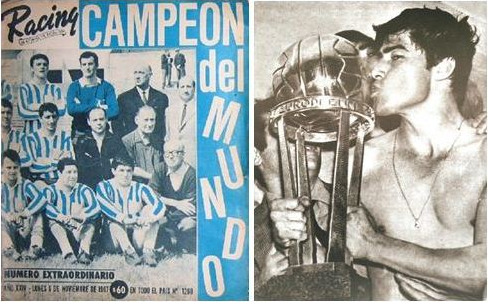 Racing
CAMPEON
del
MUNDO
NUMERO EXTRAORDINARIO
AÑO XXIV - LUNES 6 DE NOVIEMBRE DE 1967 $60 EN TODO EL PAIS Nº 1260